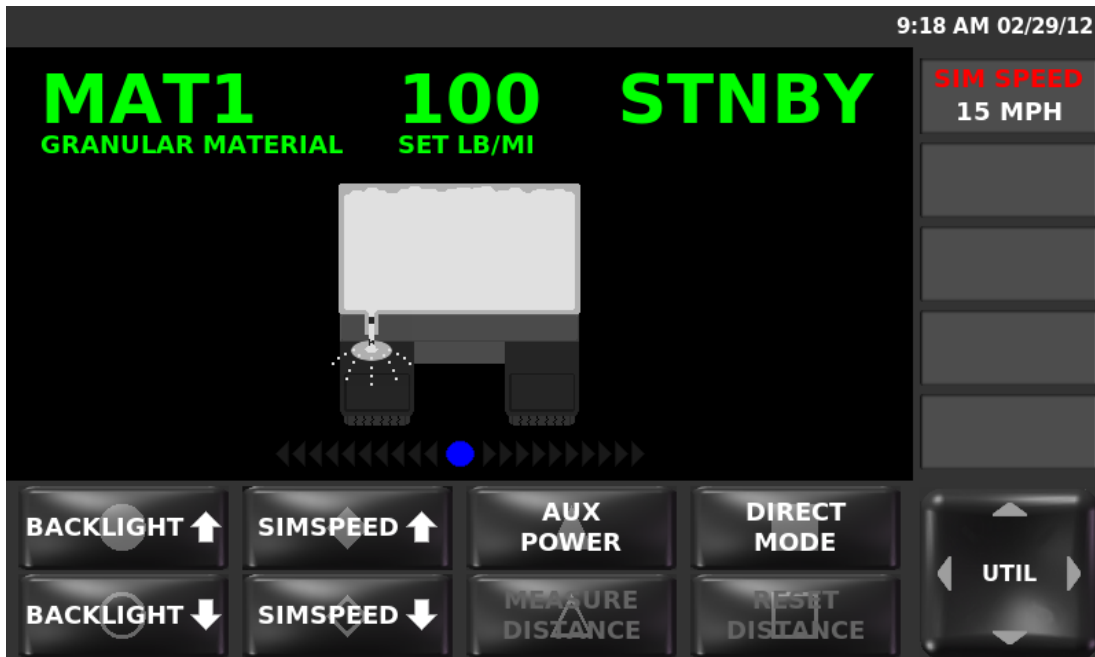 9:18 AM 02/29/12
MAT1 100 STNBY
GRANULAR MATERIAL SET LB/MI
SIM SPEED
15 MPH
BACKLIGHT
SIMSPEED
AUX
POWER
DIRECT
MODE
BACKLIGHT
SIMSPEED
MEASURE
DISTANCE
RESET
DISTANCE
UTIL